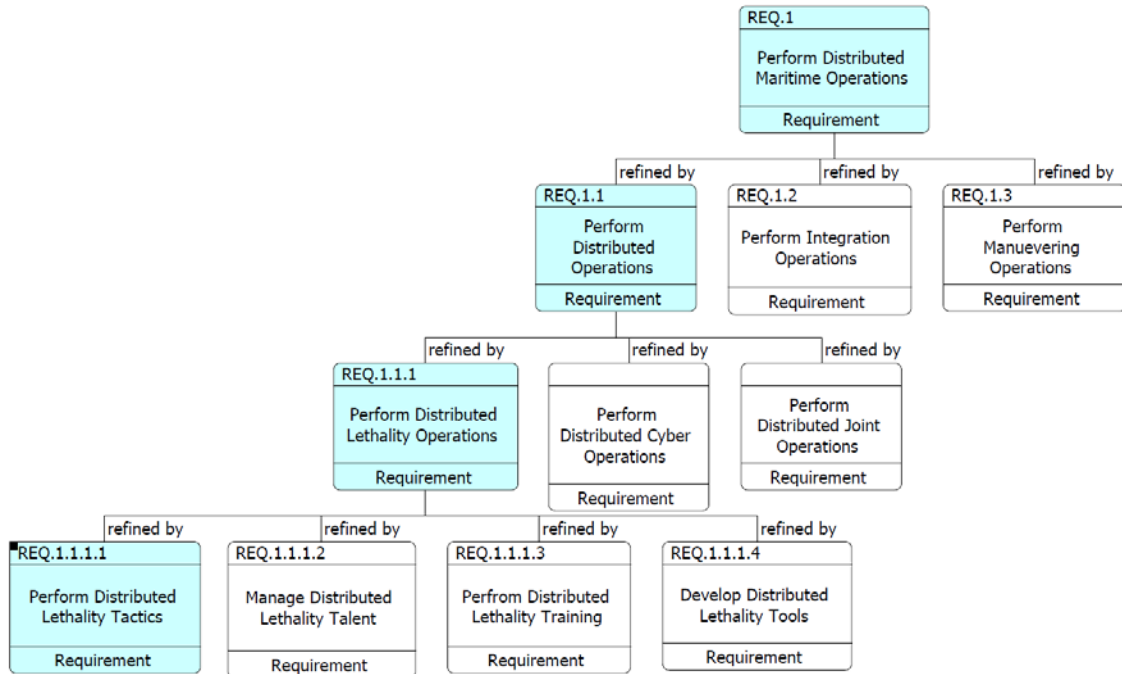 REQ.1
Perform Distributed
Maritime Operations
Requirement
refined by
refined by
refined by
REQ.1.1
Perform
Distributed
Operations
Requirement
REQ.1.2
Perform Integration
Operations
Requirement
REQ.1.3
Perform
Manuevering
Operations
Requirement
refined by
refined by
refined by
REQ.1.1.1
Perform Distributed
Lethality Operations
Requirement
Perform
Distributed Cyber
Operations
Requirement
Perform
Distributed Joint
Operations
Requirement
refined by
refined by
refined by
refined by
REQ.1.1.1.1
Perform Distributed
Lethality Tactics
Requirement
REQ.1.1.1.2
Manage Distributed
Lethality Talent
Requirement
REQ.1.1.1.3
Perfrom Distributed
Lethality Training
Requirement
REQ.1.1.1.4
Develop Distributed
Lethality Tools
Requirement